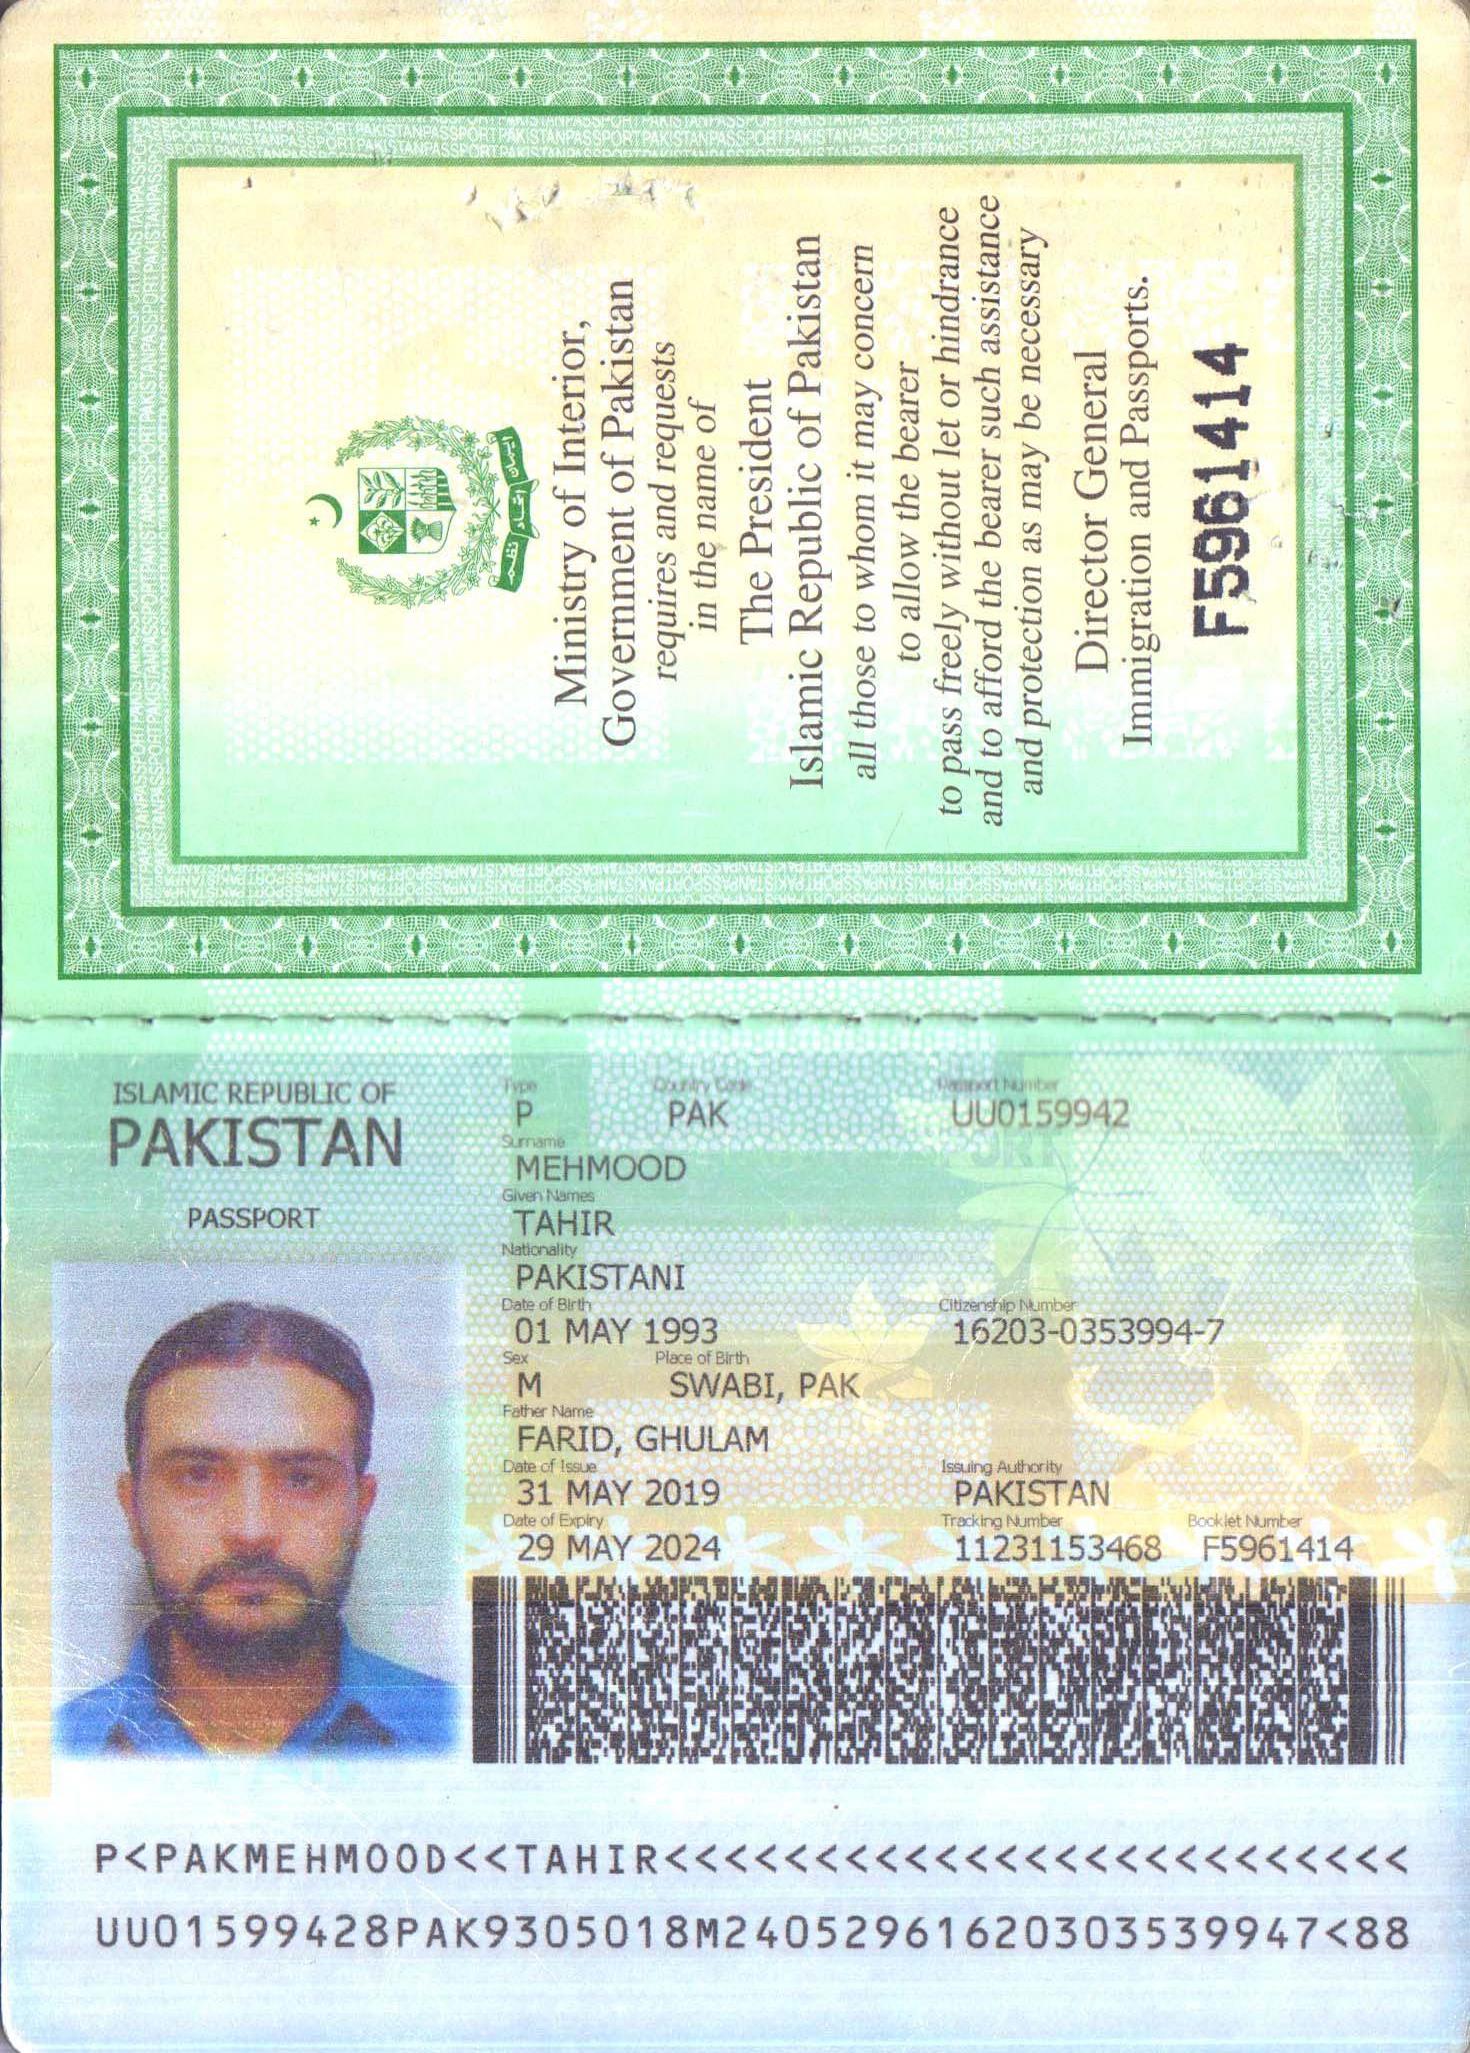 ایمان اتحاد نظم
Ministry of Interior,
Government of Pakistan
requires and requests
in the name of
The President
Islamic Republic of Pakistan
all those to whom it may concern
to allow the bearer
to pass freely without let or hindrance
and to afford the bearer such assistance
and protection as may be necessary
Director General
Immigration and Passports.
F5961414
ISLAMIC REPUBLIC OF
PAKISTAN
PASSPORT
Type Country Code Passport Number
P PAK UU0159942
Surname
MEHMOOD
Given Names
TAHIR
Nationality
PAKISTANI
Date of Birth Citizenship Number
01 MAY 1993 16203-0353994-7
Sex Place of Birth
M SWABI, PAK
Father Name
FARID, GHULAM
Date of Issue Issuing Authority
31 MAY 2019 PAKISTAN
Date of Expiry Tracking Number Booklet Number
29 MAY 2024 11231153468 F5961414
P<PAKMEHMOOD<<TAHIR<<<<<<<<<<<<<<<<<<<<<<<<<
UU01599428PAK9305018M24052961620303539947<88